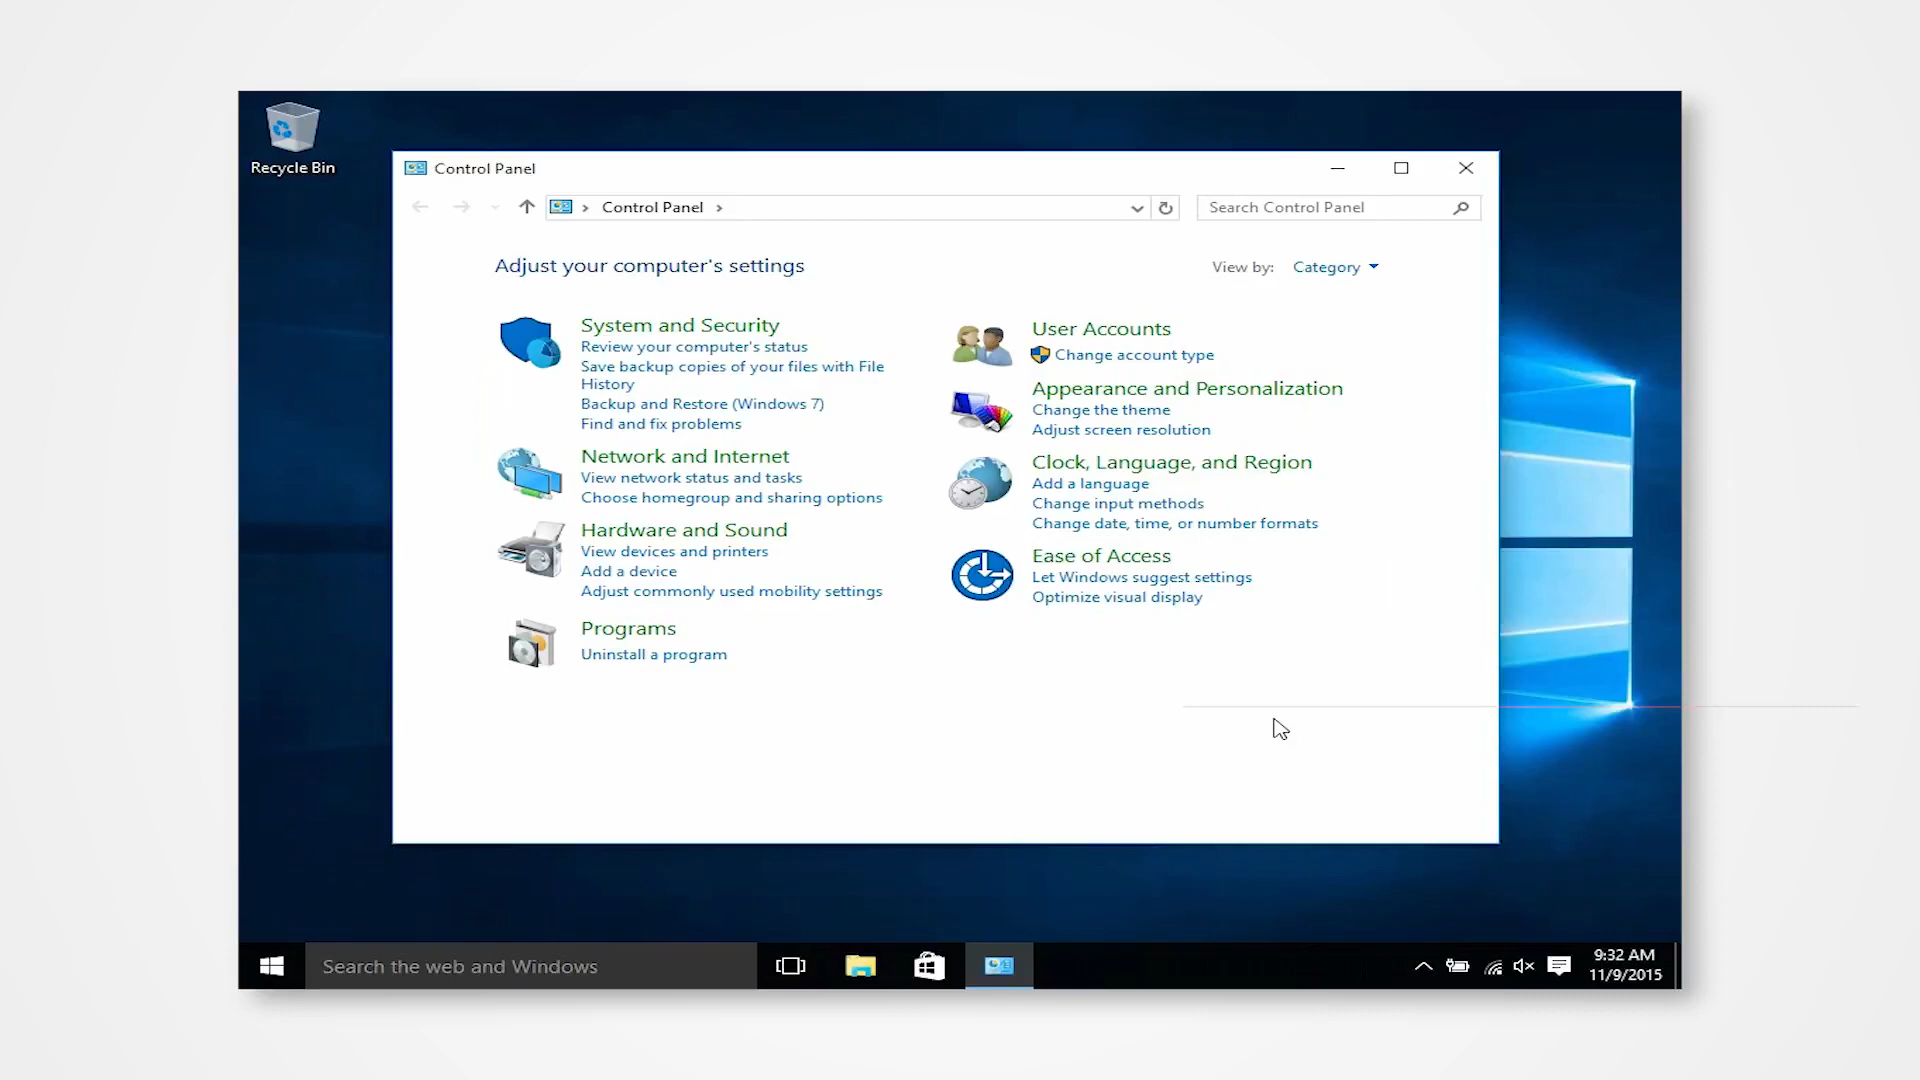 Recycle Bin
Control Panel
Control Panel
Search Control Panel
Adjust your computer's settings
View by: Category
System and Security
Review your computer's status
Save backup copies of your files with File
History
Backup and Restore (Windows 7)
Find and fix problems
Network and Internet
View network status and tasks
Choose homegroup and sharing options
Hardware and Sound
View devices and printers
Add a device
Adjust commonly used mobility settings
Programs
Uninstall a program
User Accounts
Change account type
Appearance and Personalization
Change the theme
Adjust screen resolution
Clock, Language, and Region
Add a language
Change input methods
Change date, time, or number formats
Ease of Access
Let Windows suggest settings
Optimize visual display
Search the web and Windows
9:32 AM
11/9/2015